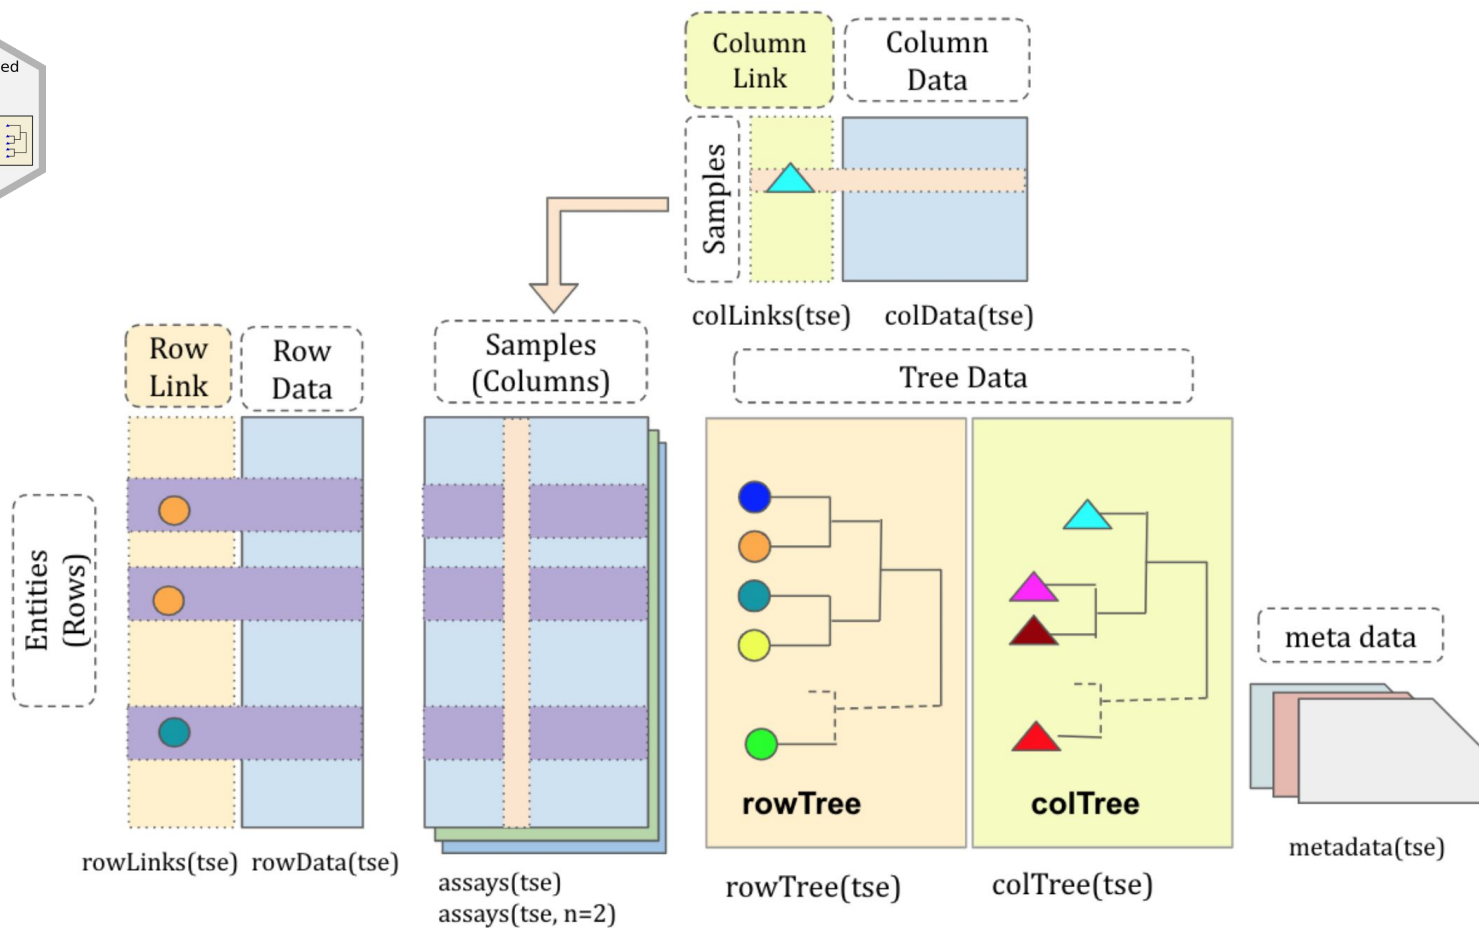 ed
Column
Link
Column
Data
Samples
colLinks(tse)
colData(tse)
Row
Link
Row
Data
Samples
(Columns)
Tree Data
Entities
(Rows)
meta data
rowTree
colTree
rowLinks(tse)
rowData(tse)
assays(tse)
assays(tse, n=2)
rowTree(tse)
colTree(tse)
metadata(tse)